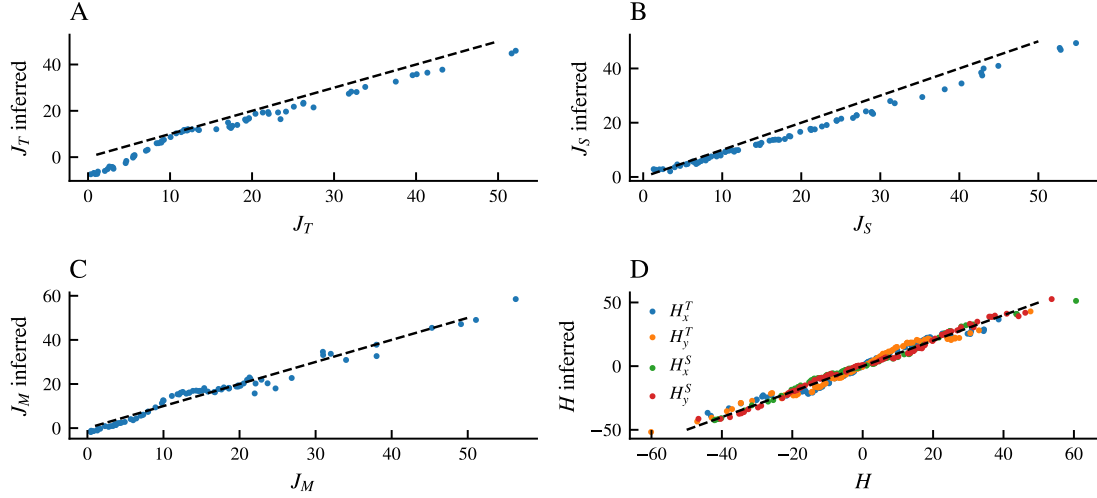 A
J_T inferred
40
20
0
0 10 20 30 40 50
J_T
B
J_S inferred
40
20
0
0 10 20 30 40 50
J_S
C
J_M inferred
60
40
20
0
0 10 20 30 40 50
J_M
D
H inferred
50
0
−50
H_x^T
H_y^T
H_x^S
H_y^S
−60 −40 −20 0 20 40 60
H